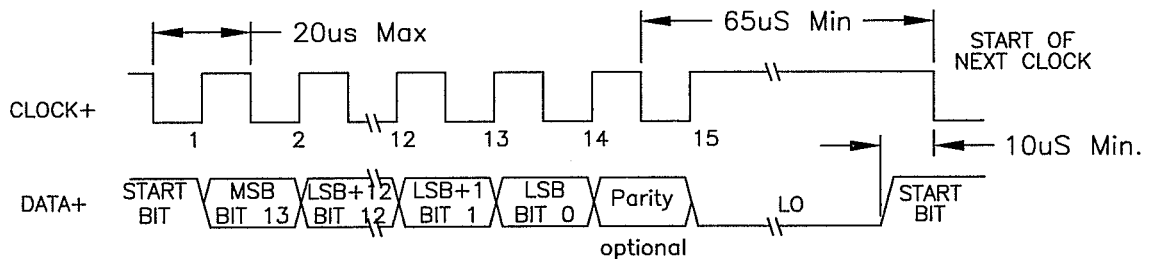 20us Max
65uS Min
START OF
NEXT CLOCK
CLOCK+
1 2 12 13 14 15
10uS Min.
DATA+
START
BIT
MSB
BIT 13
LSB+12
BIT 12
LSB+1
BIT 1
LSB
BIT 0
Parity
optional
LO
START
BIT